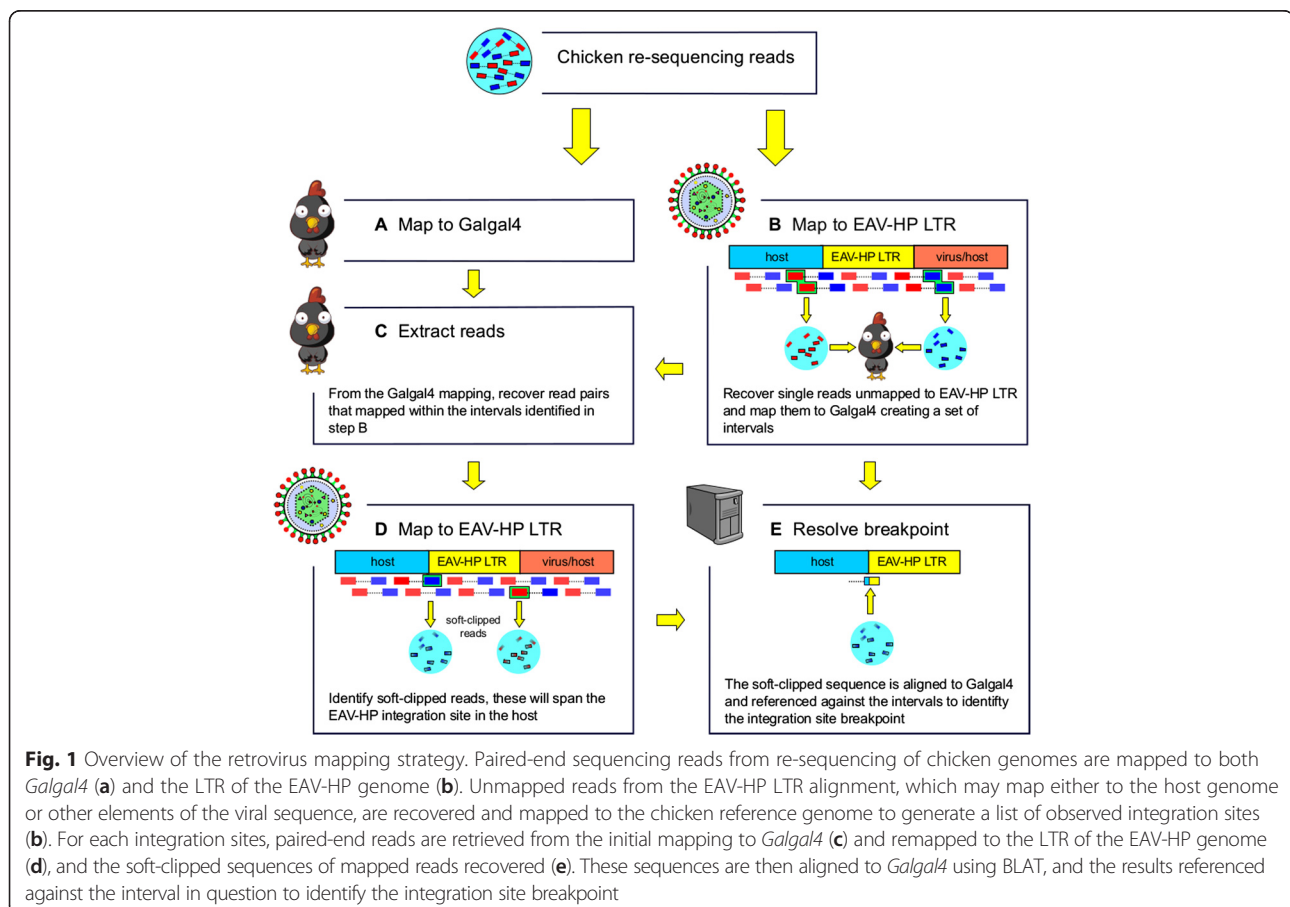 Chicken re-sequencing reads
A Map to Galgal4
B Map to EAV-HP LTR
host EAV-HP LTR virus/host
Recover single reads unmapped to EAV-HP LTR
and map them to Galgal4 creating a set of
intervals
C Extract reads
From the Galgal4 mapping, recover read pairs
that mapped within the intervals identified in
step B
D Map to EAV-HP LTR
host EAV-HP LTR virus/host
soft-clipped
reads
Identify soft-clipped reads, these will span the
EAV-HP integration site in the host
E Resolve breakpoint
host EAV-HP LTR
The soft-clipped sequence is aligned to Galgal4
and referenced against the intervals to identifty
the integration site breakpoint
Fig. 1 Overview of the retrovirus mapping strategy. Paired-end sequencing reads from re-sequencing of chicken genomes are mapped to both
Galgal4 (a) and the LTR of the EAV-HP genome (b). Unmapped reads from the EAV-HP LTR alignment, which may map either to the host genome
or other elements of the viral sequence, are recovered and mapped to the chicken reference genome to generate a list of observed integration sites
(b). For each integration sites, paired-end reads are retrieved from the initial mapping to Galgal4 (c) and remapped to the LTR of the EAV-HP genome
(d), and the soft-clipped sequences of mapped reads recovered (e). These sequences are then aligned to Galgal4 using BLAT, and the results referenced
against the interval in question to identify the integration site breakpoint